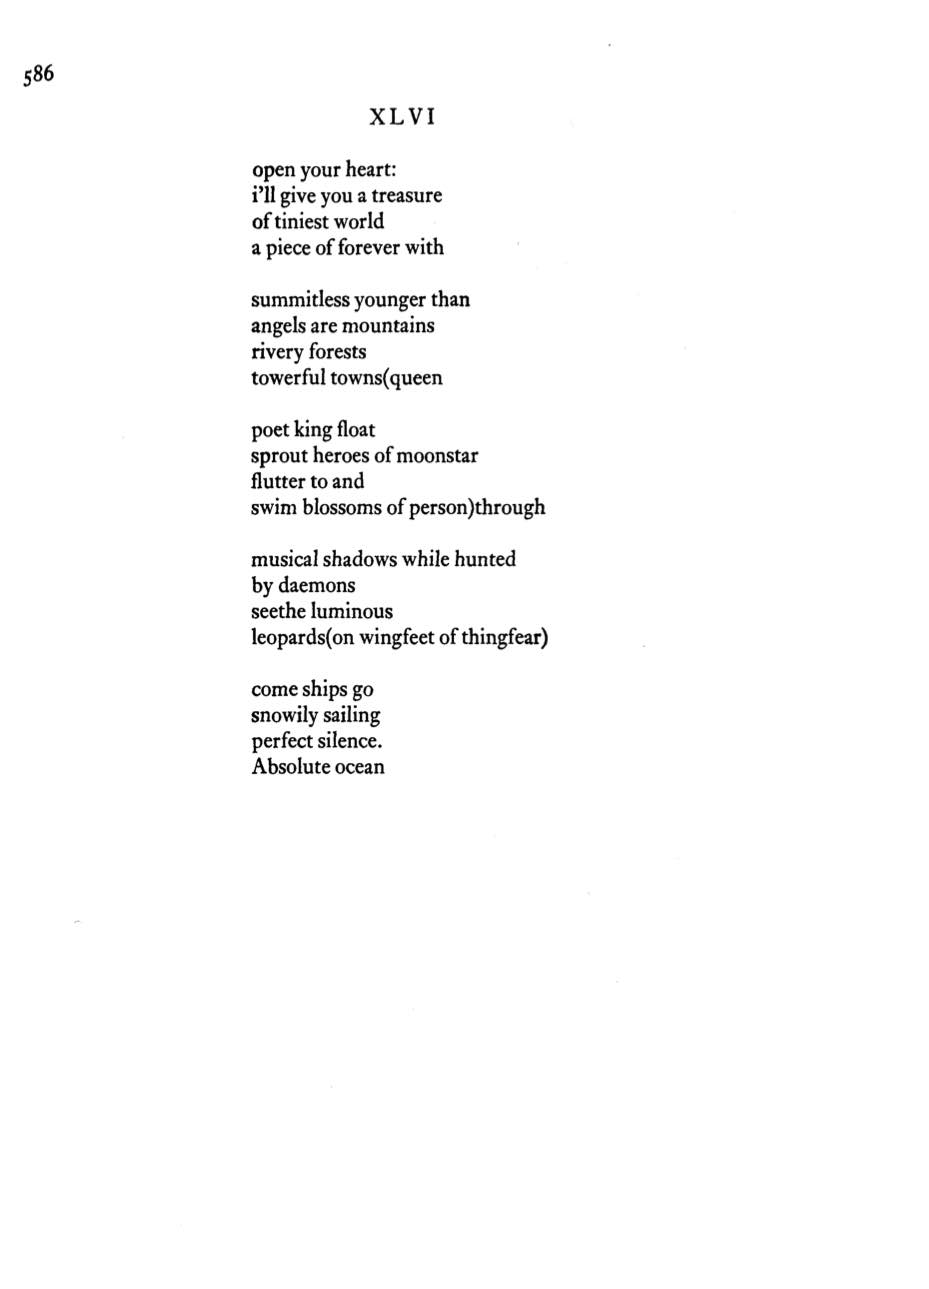 586
XLVI
open your heart:
i'll give you a treasure
of tiniest world
a piece of forever with
summitless younger than
angels are mountains
rivery forests
towerful towns(queen
poet king float
sprout heroes of moonstar
flutter to and
swim blossoms of person)through
musical shadows while hunted
by daemons
seethe luminous
leopards(on wingfeet of thingfear)
come ships go
snowily sailing
perfect silence.
Absolute ocean